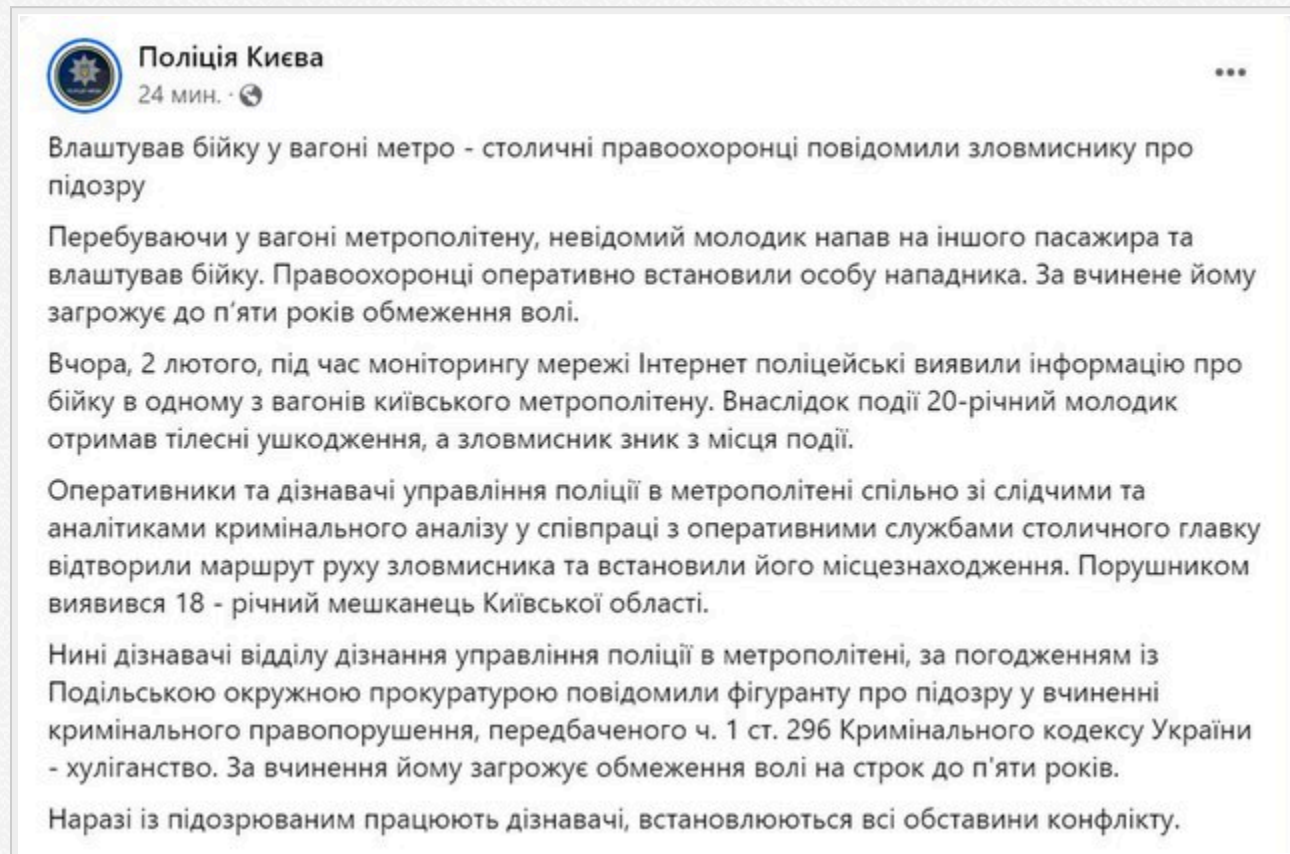 Поліція Києва
24 мин.
Влаштував бійку у вагоні метро - столичні правоохоронці повідомили зловмиснику про
підозру
Перебуваючи у вагоні метрополітену, невідомий молодик напав на іншого пасажира та
влаштував бійку. Правоохоронці оперативно встановили особу нападника. За вчинене йому
загрожує до п’яти років обмеження волі.
Вчора, 2 лютого, під час моніторингу мережі Інтернет поліцейські виявили інформацію про
бійку в одному з вагонів київського метрополітену. Внаслідок події 20-річний молодик
отримав тілесні ушкодження, а зловмисник зник з місця події.
Оперативники та дізнавачі управління поліції в метрополітені спільно зі слідчими та
аналітиками кримінального аналізу у співпраці з оперативними службами столичного главку
відтворили маршрут руху зловмисника та встановили його місцезнаходження. Порушником
виявився 18 - річний мешканець Київської області.
Нині дізнавачі відділу дізнання управління поліції в метрополітені, за погодженням із
Подільською окружною прокуратурою повідомили фігуранту про підозру у вчиненні
кримінального правопорушення, передбаченого ч. 1 ст. 296 Кримінального кодексу України
- хуліганство. За вчинення йому загрожує обмеження волі на строк до п'яти років.
Наразі із підозрюваним працюють дізнавачі, встановлюються всі обставини конфлікту.